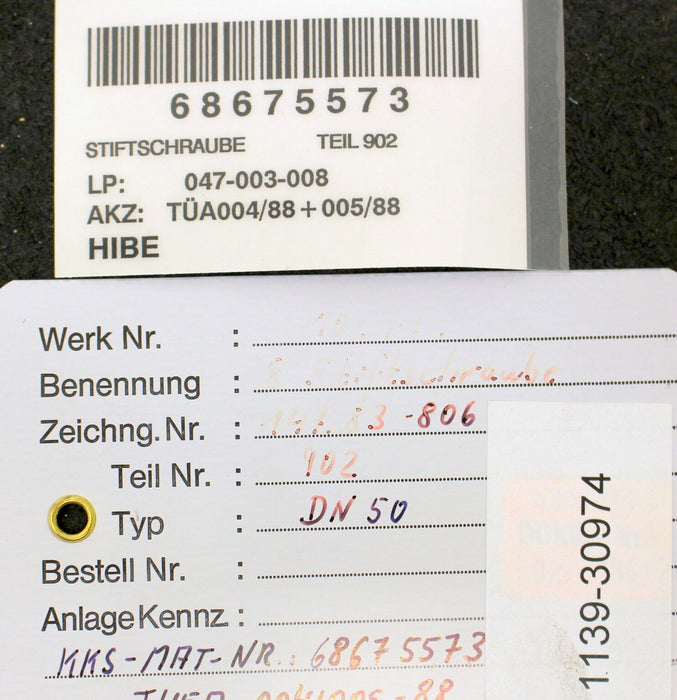 68675573
STIFTSCHRAUBE TEIL 902
LP: 047-003-008
AKZ: TÜA004/88 + 005/88
HIBE
Werk Nr. :
Benennung : Stiftschraube
Zeichng. Nr. : -806
Teil Nr. : 902
Typ : DN 50
Bestell Nr. :
Anlage Kennz :
KKS-MAT-NR.: 68675573
1139-30974